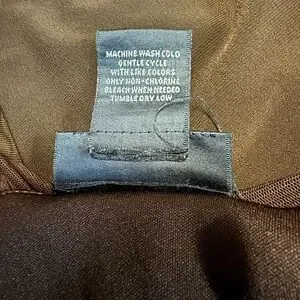 MACHINE WASH COLD
GENTLE CYCLE
WITH LIKE COLORS
ONLY NON-CHLORINE
BLEACH WHEN NEEDED
TUMBLE DRY LOW